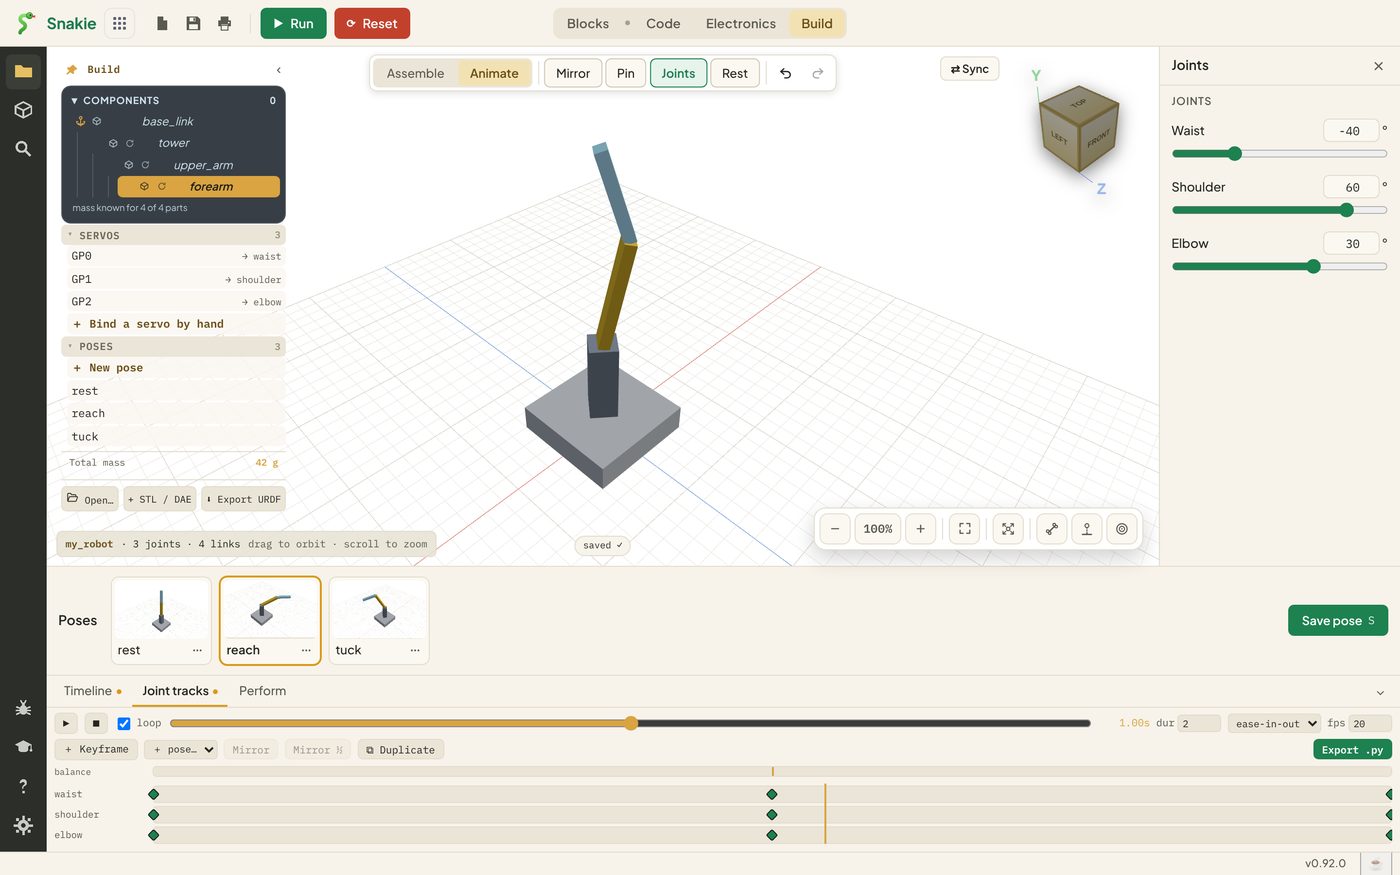 Snakie
Run
Reset
Blocks
Code
Electronics
Build
Build
COMPONENTS 0
base_link
tower
upper_arm
forearm
mass known for 4 of 4 parts
SERVOS 3
GP0 → waist
GP1 → shoulder
GP2 → elbow
+ Bind a servo by hand
POSES 3
+ New pose
rest
reach
tuck
Total mass 42 g
Open…
+ STL / DAE
Export URDF
Assemble
Animate
Mirror
Pin
Joints
Rest
Sync
Y
TOP
LEFT
FRONT
Z
my_robot · 3 joints · 4 links drag to orbit · scroll to zoom
saved ✓
− 100% +
Joints
JOINTS
Waist -40 °
Shoulder 60 °
Elbow 30 °
Poses
rest ...
reach ...
tuck ...
Save pose S
Timeline
Joint tracks
Perform
loop
1.00s dur 2
ease-in-out
fps 20
+ Keyframe
+ pose…
Mirror
Mirror ½
Duplicate
Export .py
balance
waist
shoulder
elbow
v0.92.0